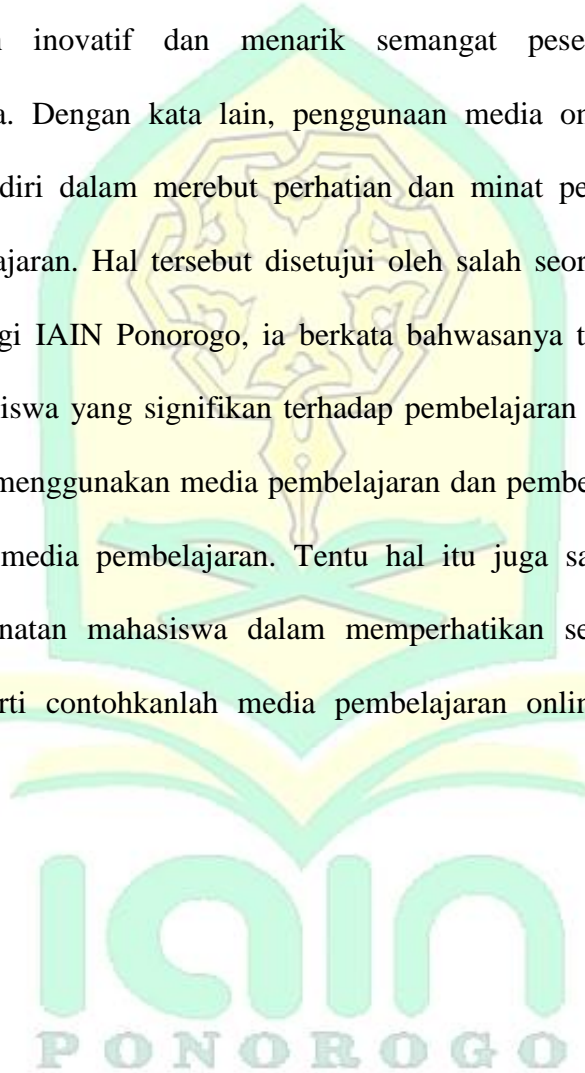 inovatif dan menarik semangat pese
a. Dengan kata lain, penggunaan media on
diri dalam merebut perhatian dan minat pe
ajaran. Hal tersebut disetujui oleh salah seor
gi IAIN Ponorogo, ia berkata bahwasanya t
siswa yang signifikan terhadap pembelajaran
menggunakan media pembelajaran dan pembe
media pembelajaran. Tentu hal itu juga sa
natan mahasiswa dalam memperhatikan se
rti contohkanlah media pembelajaran onlin
iain
PONOROGO